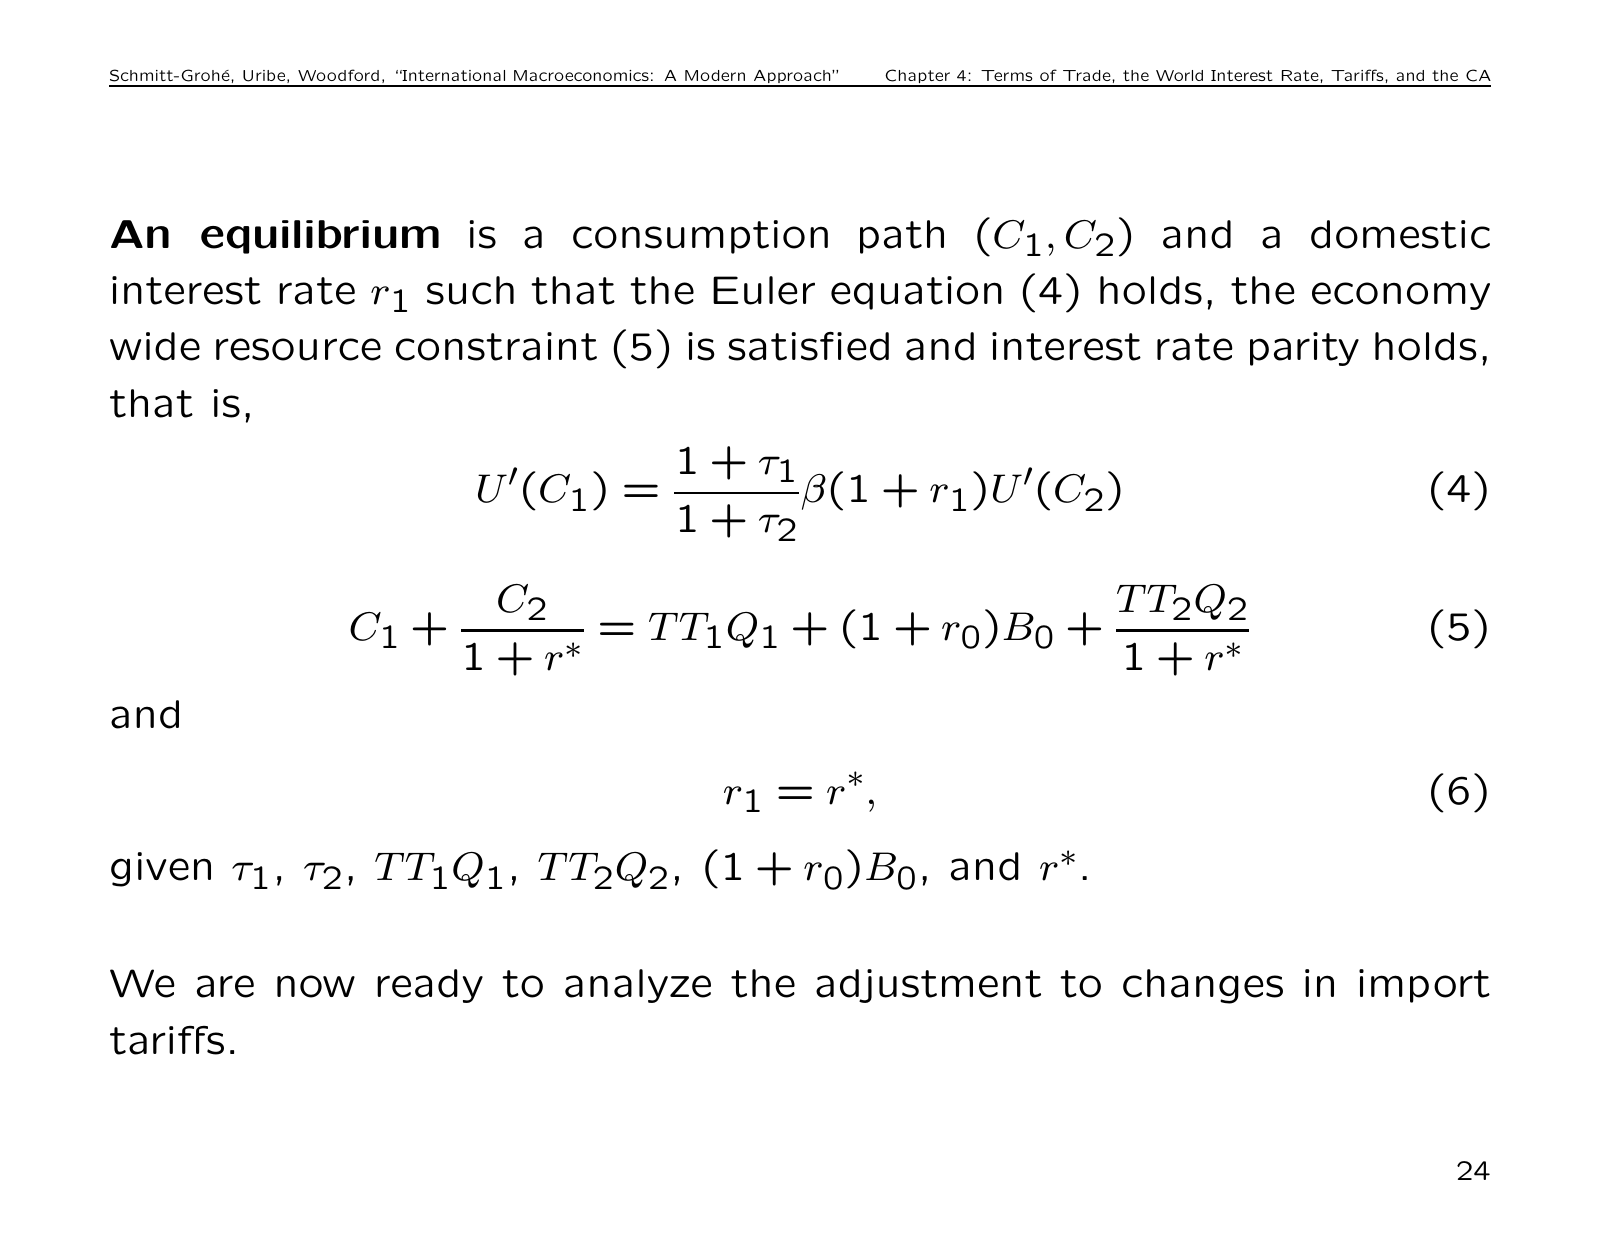 Schmitt-Grohé, Uribe, Woodford, “International Macroeconomics: A Modern Approach” Chapter 4: Terms of Trade, the World Interest Rate, Tariffs, and the CA
An equilibrium is a consumption path (C₁, C₂) and a domestic
interest rate r₁ such that the Euler equation (4) holds, the economy
wide resource constraint (5) is satisfied and interest rate parity holds,
that is,
U′(C₁) = \frac{1 + τ₁}{1 + τ₂} β(1 + r₁)U′(C₂) (4)
C₁ + \frac{C₂}{1 + r*} = TT₁Q₁ + (1 + r₀)B₀ + \frac{TT₂Q₂}{1 + r*} (5)
and
r₁ = r*, (6)
given τ₁, τ₂, TT₁Q₁, TT₂Q₂, (1 + r₀)B₀, and r*.
We are now ready to analyze the adjustment to changes in import
tariffs.
24